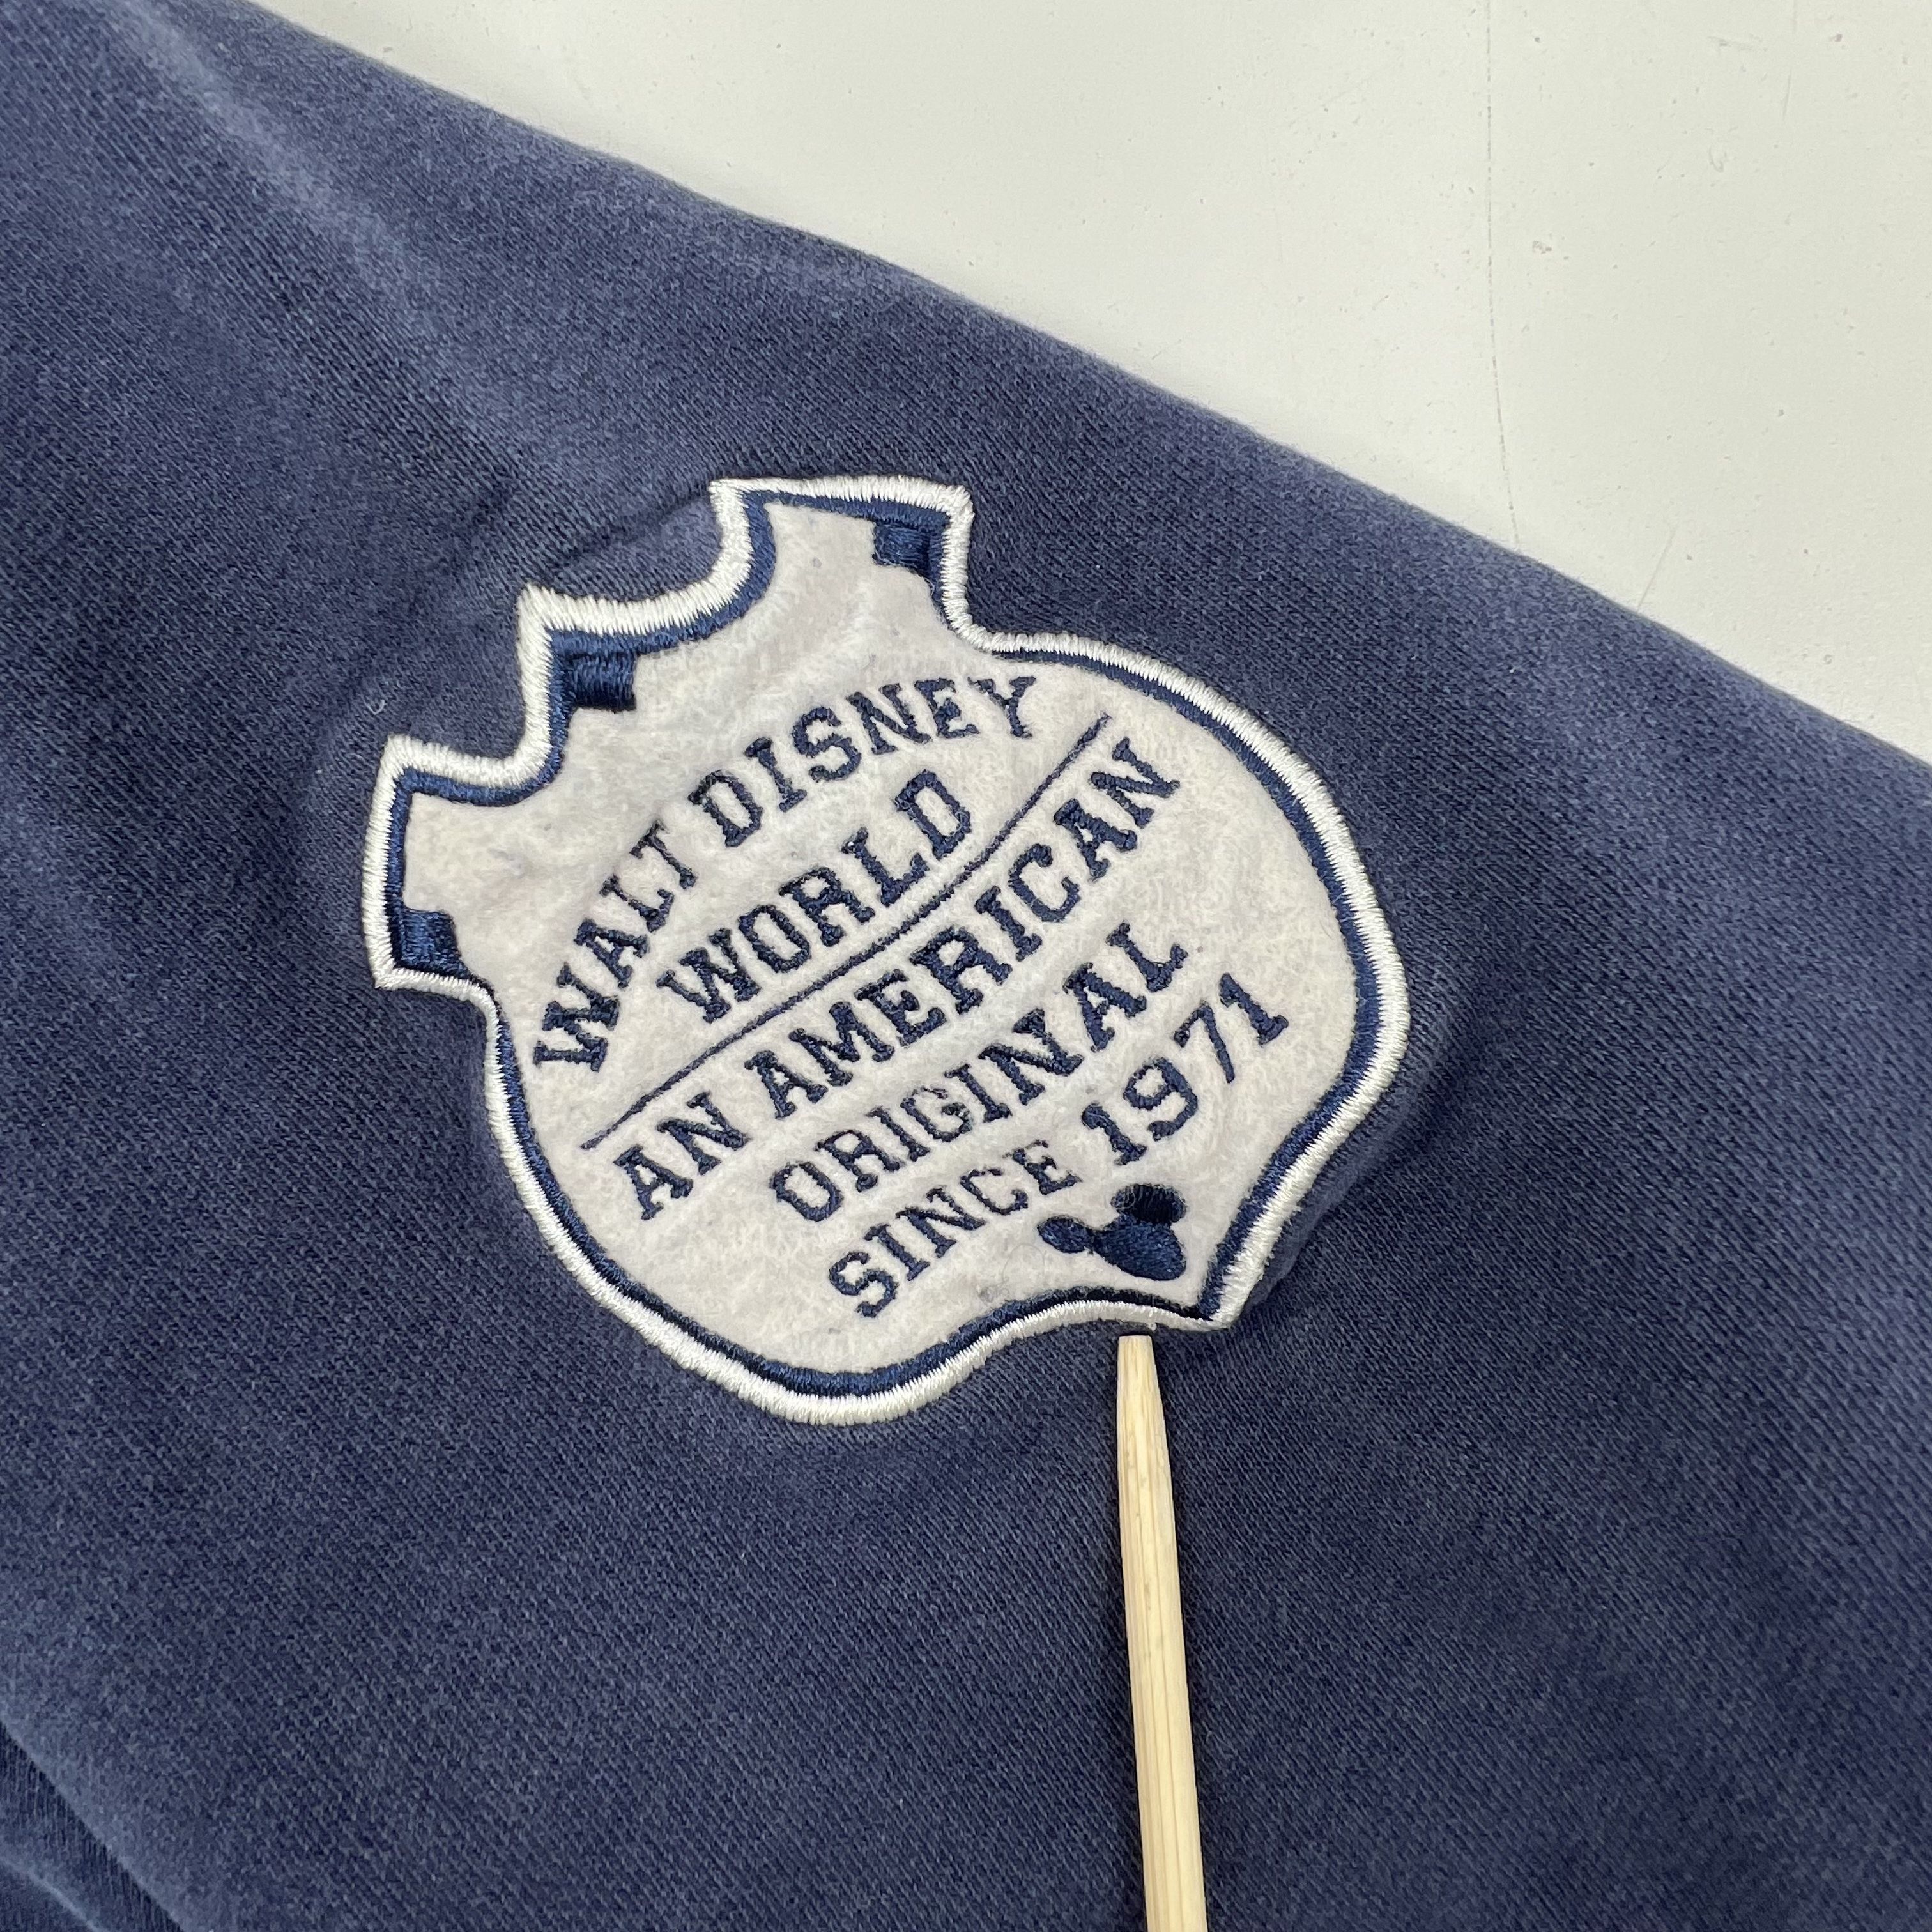 WALT DISNEY
WORLD
AN AMERICAN
ORIGINAL
SINCE 1971